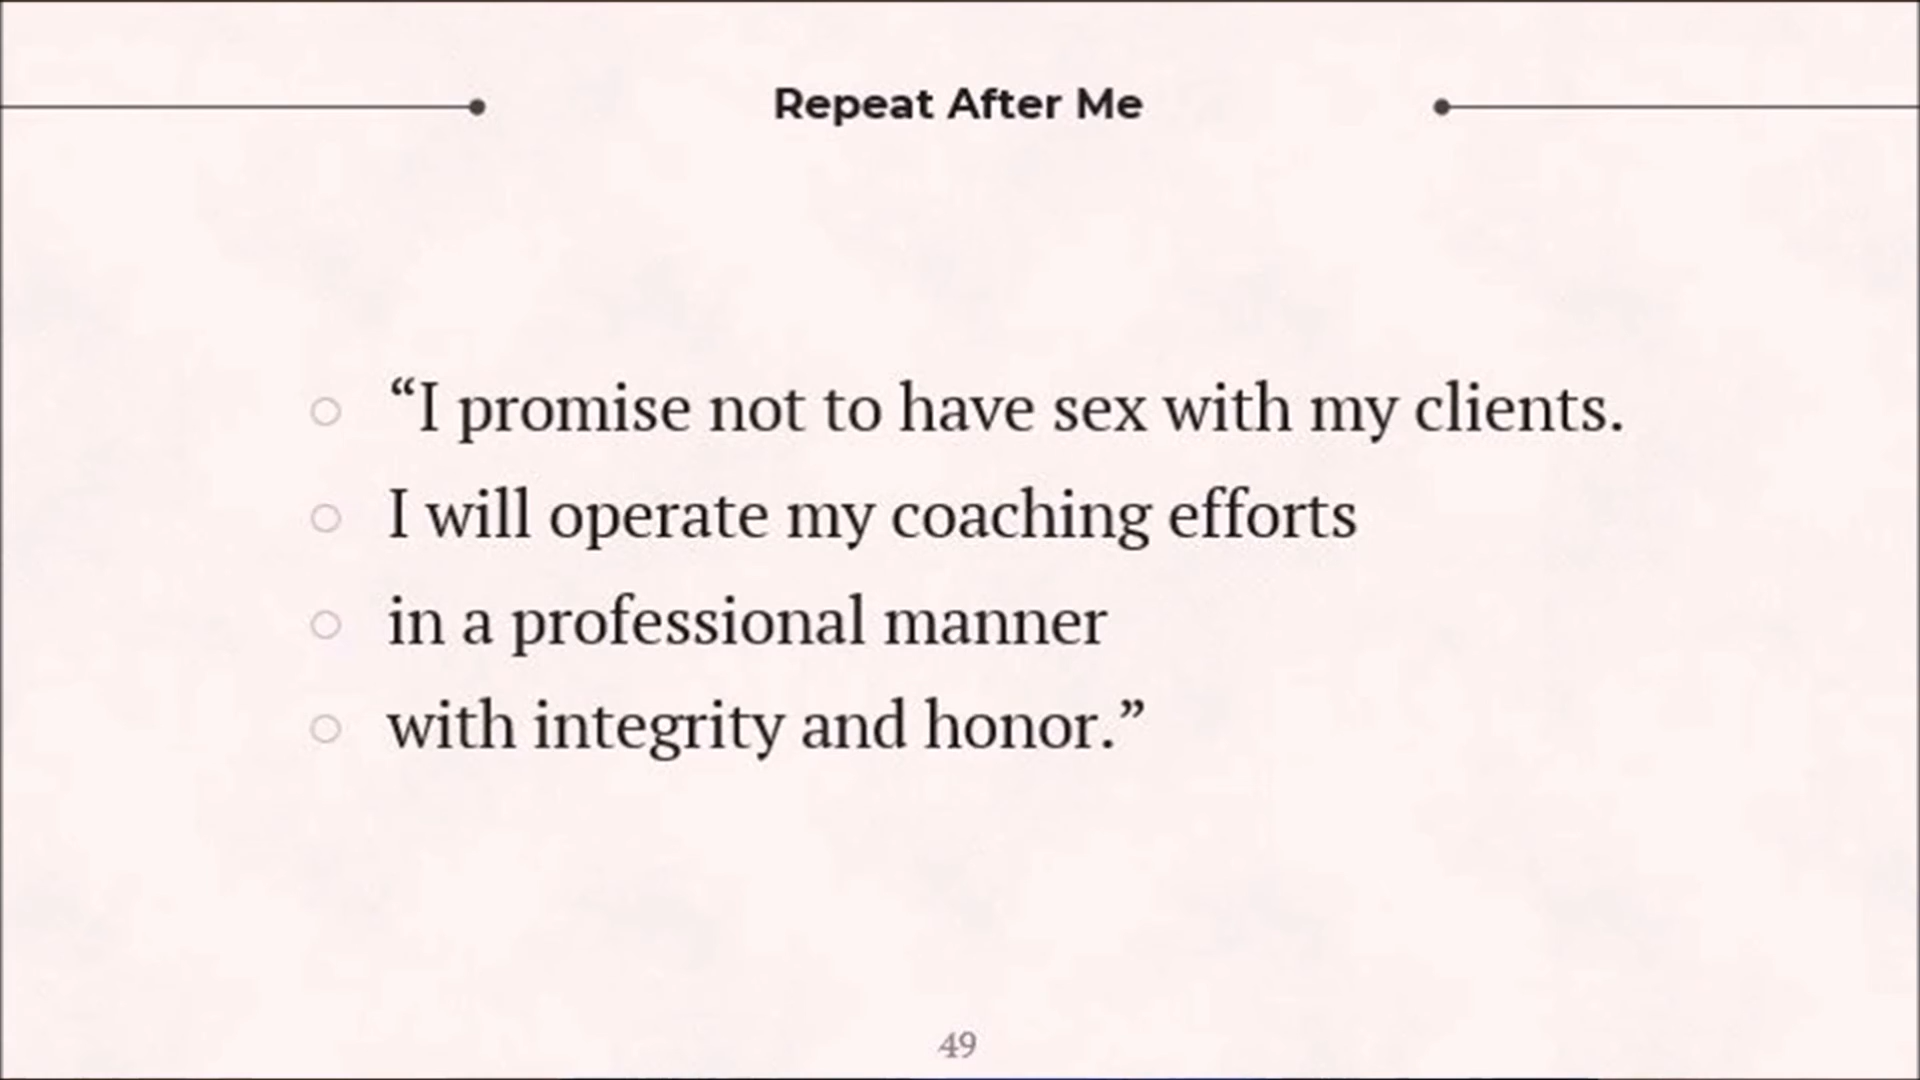 Repeat After Me
“I promise not to have sex with my clients.
I will operate my coaching efforts
in a professional manner
with integrity and honor.”
49